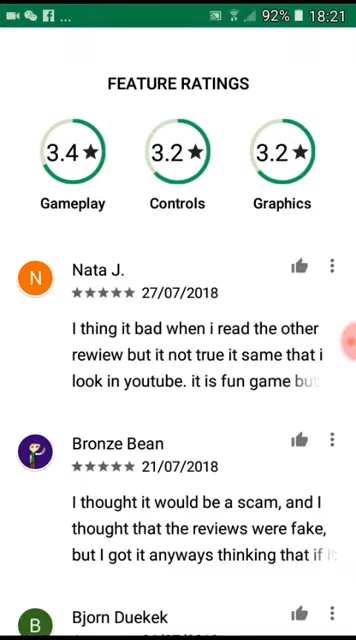 92% 18:21
FEATURE RATINGS
3.4★ 3.2★ 3.2★
Gameplay Controls Graphics
N Nata J.
★★★★★ 27/07/2018
I thing it bad when i read the other
rewiew but it not true it same that i
look in youtube. it is fun game but
Bronze Bean
★★★★★ 21/07/2018
I thought it would be a scam, and I
thought that the reviews were fake,
but I got it anyways thinking that if
B Bjorn Duekek